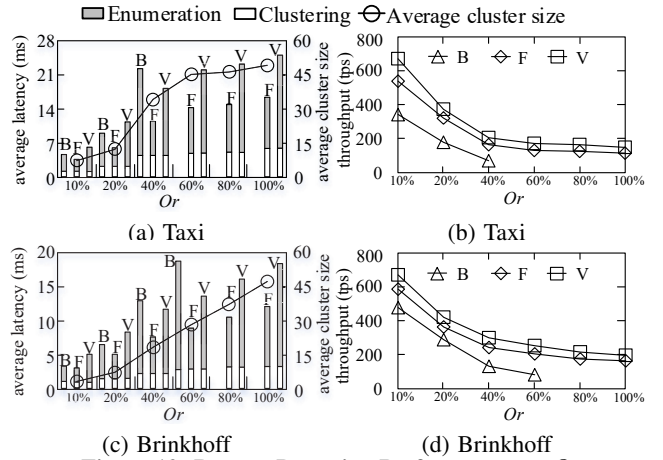 Enumeration Clustering Average cluster size
average latency (ms)
28
21
14
7
0
B F V B F V B F V F V F V F V
60
45
30
15
0
average cluster size
10% 20% 40% 60% 80% 100%
Or
(a) Taxi
throughput (tps)
800
600
400
200
0
B F V
10% 20% 40% 60% 80% 100%
Or
(b) Taxi
average latency (ms)
20
15
10
5
0
B F V B F V B F V B F V F V F V
60
45
30
15
0
average cluster size
10% 20% 40% 60% 80% 100%
Or
(c) Brinkhoff
throughput (tps)
800
600
400
200
0
B F V
10% 20% 40% 60% 80% 100%
Or
(d) Brinkhoff